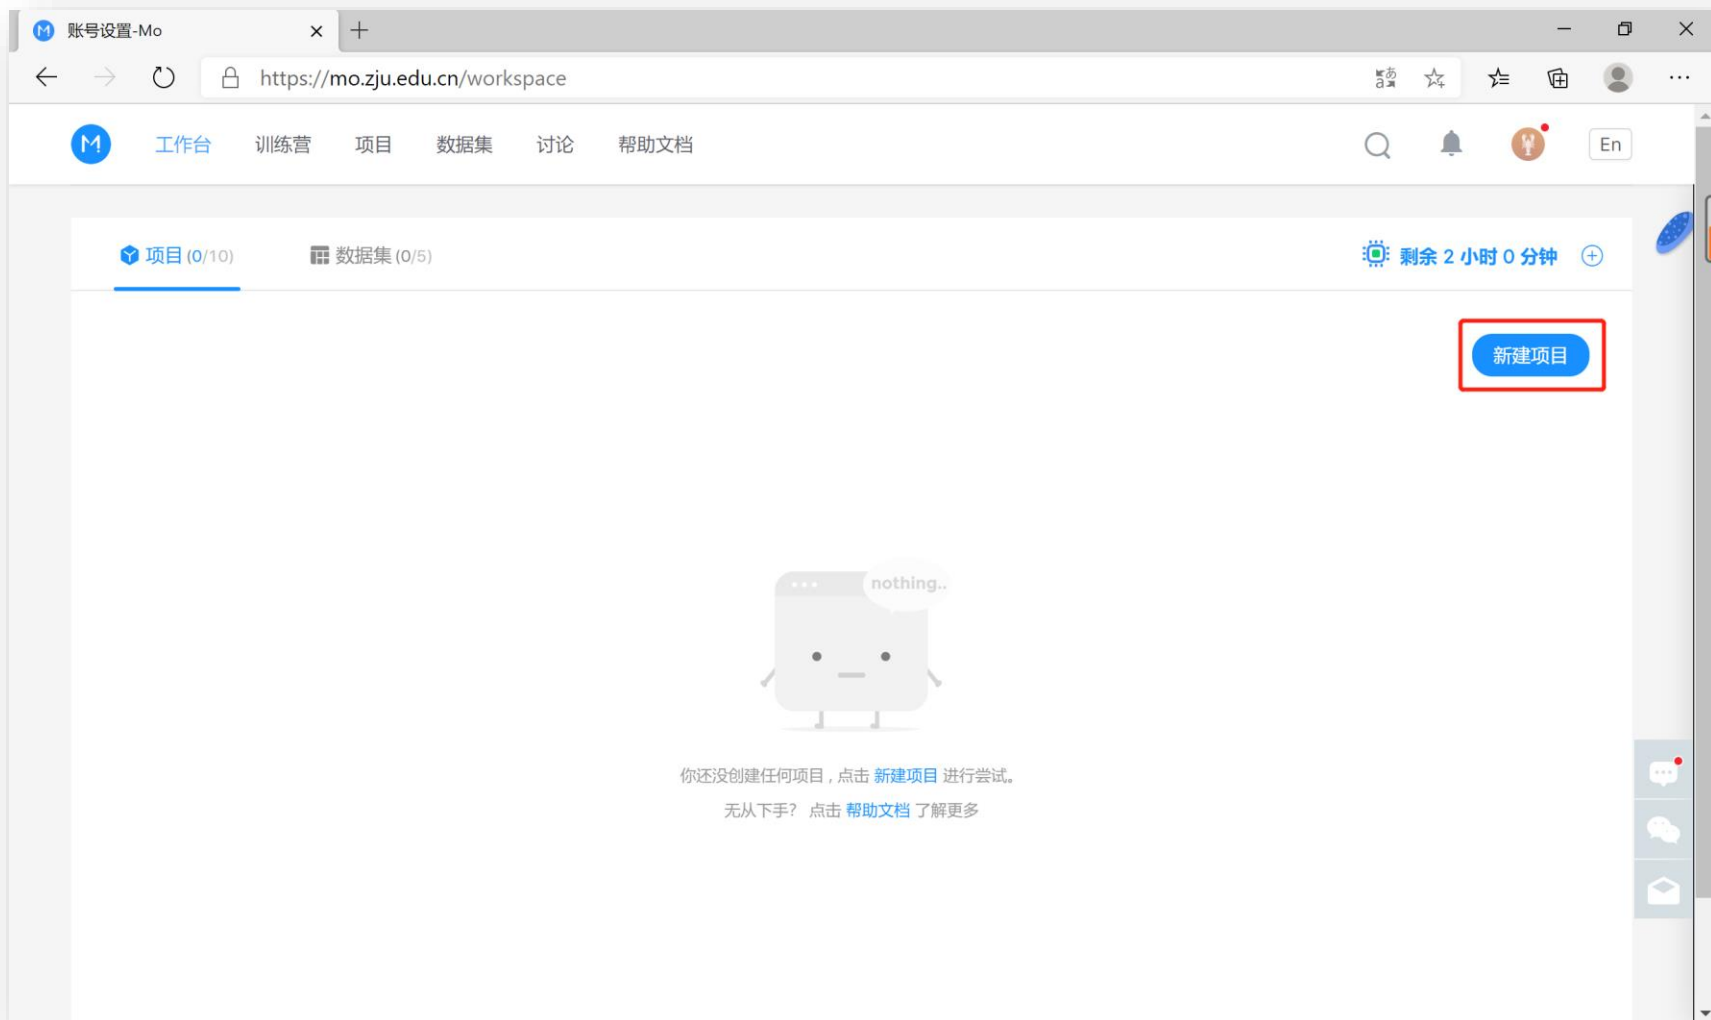 账号设置-Mo
https://mo.zju.edu.cn/workspace
M 工作台 训练营 项目 数据集 讨论 帮助文档 En
项目 (0/10) 数据集 (0/5) 剩余 2 小时 0 分钟
新建项目
nothing..
你还没创建任何项目，点击 新建项目 进行尝试。
无从下手？ 点击 帮助文档 了解更多